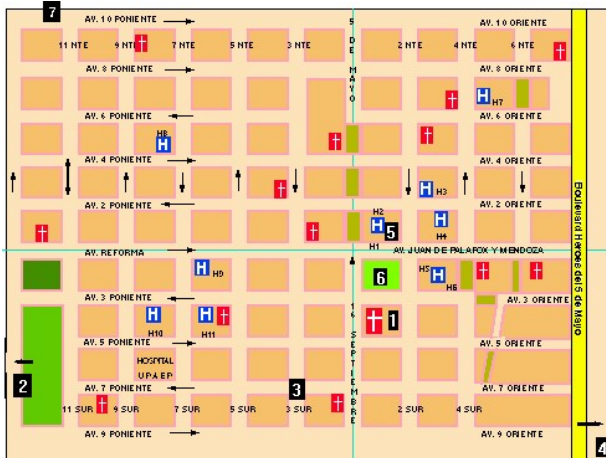 7
AV. 10 PONIENTE
5 DE MAYO
AV. 10 ORIENTE
11 NTE 9 NTE 7 NTE 5 NTE 3 NTE 2 NTE 4 NTE 6 NTE
AV. 8 PONIENTE
AV. 8 ORIENTE
H H7
AV. 6 PONIENTE
AV. 6 ORIENTE
H8
H
AV. 4 PONIENTE
AV. 4 ORIENTE
H H3
AV. 2 PONIENTE
AV. 2 ORIENTE
H2
H 5
H1
H
H4
AV. REFORMA
AV. JUAN DE PALAFOX Y MENDOZA
Boulevard Heroes del 5 de Mayo
H H9
6
H5 H
H6
AV. 3 PONIENTE
AV. 3 ORIENTE
16 SEPTIEMBRE
H
H10
H
H11
1
AV. 5 PONIENTE
AV. 5 ORIENTE
HOSPITAL
U.P.A.E.P.
2
AV. 7 PONIENTE
AV. 7 ORIENTE
3
11 SUR 9 SUR 7 SUR 5 SUR 3 SUR 2 SUR 4 SUR
AV. 9 PONIENTE
AV. 9 ORIENTE
4